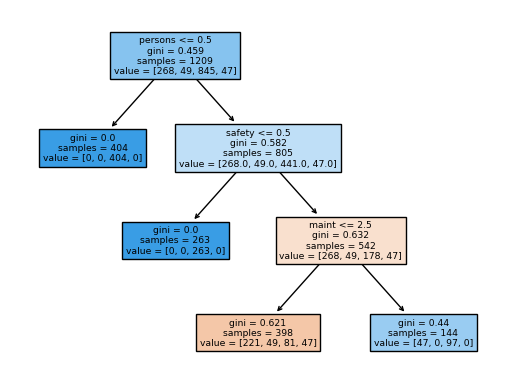 persons <= 0.5
gini = 0.459
samples = 1209
value = [268, 49, 845, 47]
gini = 0.0
samples = 404
value = [0, 0, 404, 0]
safety <= 0.5
gini = 0.582
samples = 805
value = [268.0, 49.0, 441.0, 47.0]
gini = 0.0
samples = 263
value = [0, 0, 263, 0]
maint <= 2.5
gini = 0.632
samples = 542
value = [268, 49, 178, 47]
gini = 0.621
samples = 398
value = [221, 49, 81, 47]
gini = 0.44
samples = 144
value = [47, 0, 97, 0]